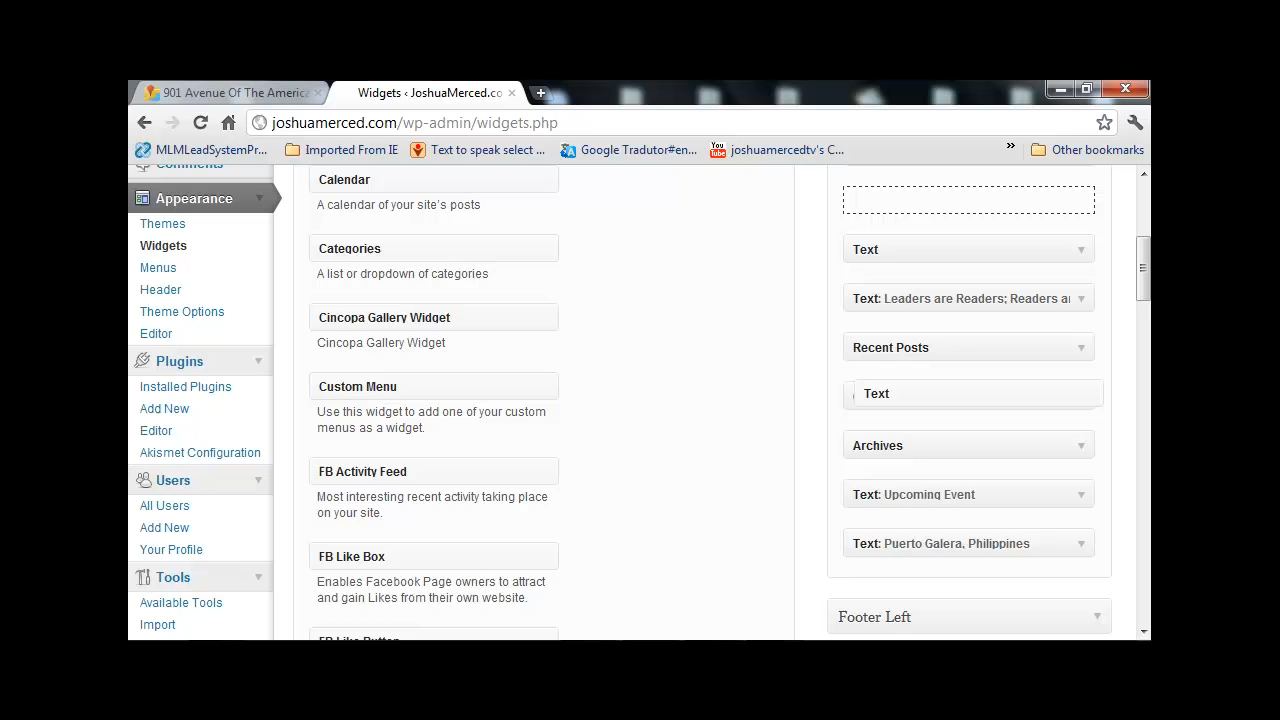 901 Avenue Of The America
Widgets ‹ JoshuaMerced.co
joshuamerced.com/wp-admin/widgets.php
MLMLeadSystemPr...
Imported From IE
Text to speak select ...
Google Tradutor#en...
You Tube
joshuamercedtv's C...
»
Other bookmarks
Comments
Appearance
Themes
Widgets
Menus
Header
Theme Options
Editor
Plugins
Installed Plugins
Add New
Editor
Akismet Configuration
Users
All Users
Add New
Your Profile
Tools
Available Tools
Import
Calendar
A calendar of your site's posts
Categories
A list or dropdown of categories
Cincopa Gallery Widget
Cincopa Gallery Widget
Custom Menu
Use this widget to add one of your custom
menus as a widget.
FB Activity Feed
Most interesting recent activity taking place
on your site.
FB Like Box
Enables Facebook Page owners to attract
and gain Likes from their own website.
FB Like Button
Text
Text: Leaders are Readers; Readers ar
Recent Posts
Text
Archives
Text: Upcoming Event
Text: Puerto Galera, Philippines
Footer Left